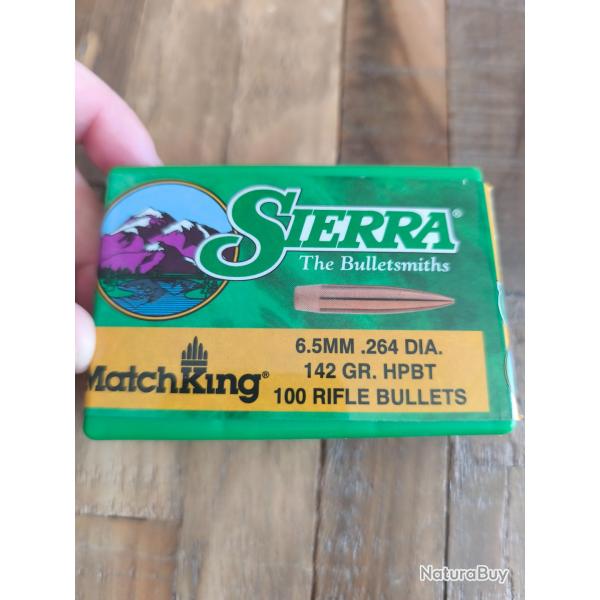 SIERRA®
The Bulletsmiths
MatchKing®
6.5MM .264 DIA.
142 GR. HPBT
100 RIFLE BULLETS
NaturaBuy